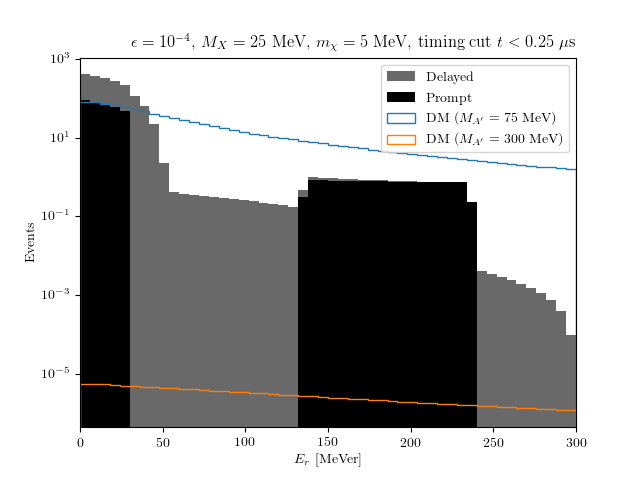 ϵ = 10⁻⁴, M_X = 25 MeV, m_χ = 5 MeV, timing cut t < 0.25 μs
10³
10¹
10⁻¹
10⁻³
10⁻⁵
Events
Delayed
Prompt
DM (M_A′ = 75 MeV)
DM (M_A′ = 300 MeV)
0 50 100 150 200 250 300
E_r [MeVer]